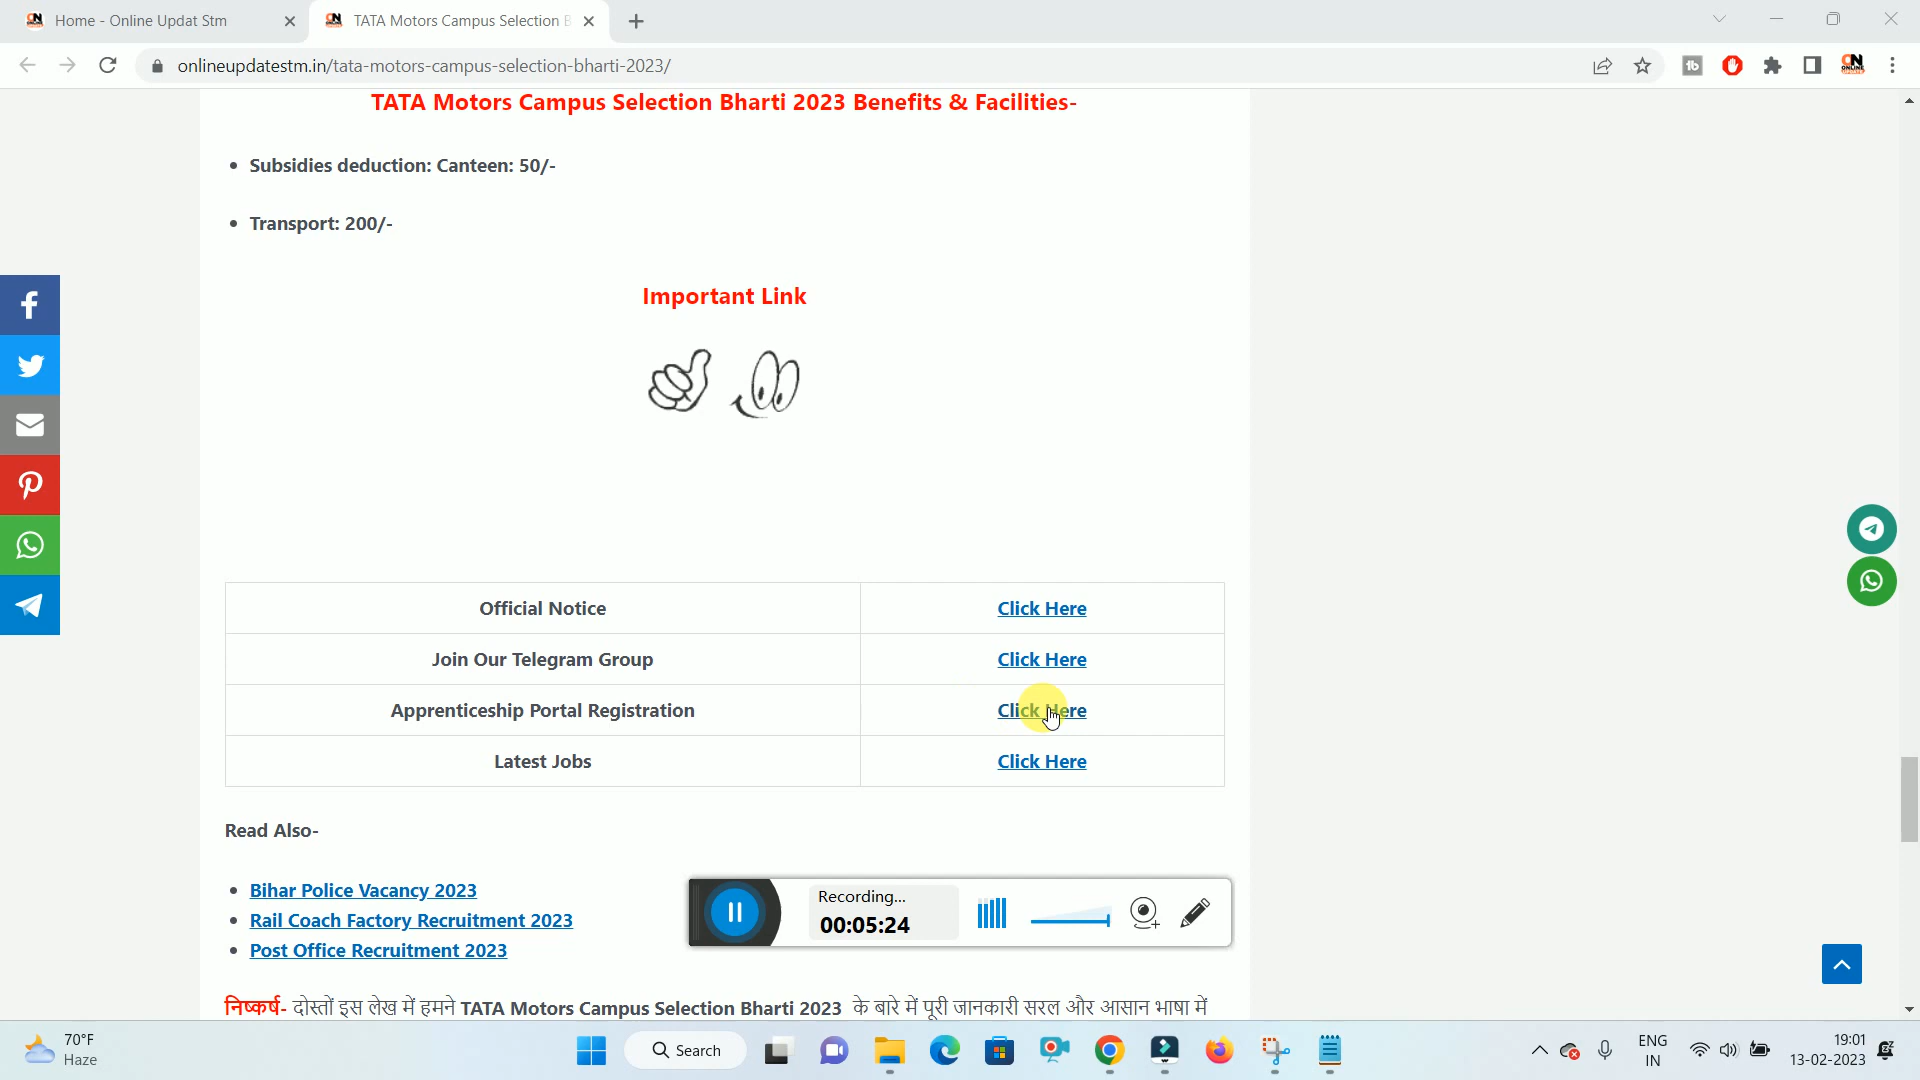 Home - Online Updat Stm
TATA Motors Campus Selection B
onlineupdatestm.in/tata-motors-campus-selection-bharti-2023/
TATA Motors Campus Selection Bharti 2023 Benefits & Facilities-
Subsidies deduction: Canteen: 50/-
Transport: 200/-
Important Link
Official Notice Click Here
Join Our Telegram Group Click Here
Apprenticeship Portal Registration Click Here
Latest Jobs Click Here
Read Also-
Bihar Police Vacancy 2023
Rail Coach Factory Recruitment 2023
Post Office Recruitment 2023
Recording...
00:05:24
निष्कर्ष- दोस्तों इस लेख में हमने TATA Motors Campus Selection Bharti 2023 के बारे में पूरी जानकारी सरल और आसान भाषा में
70°F
Haze
Search
ENG
IN
19:01
13-02-2023